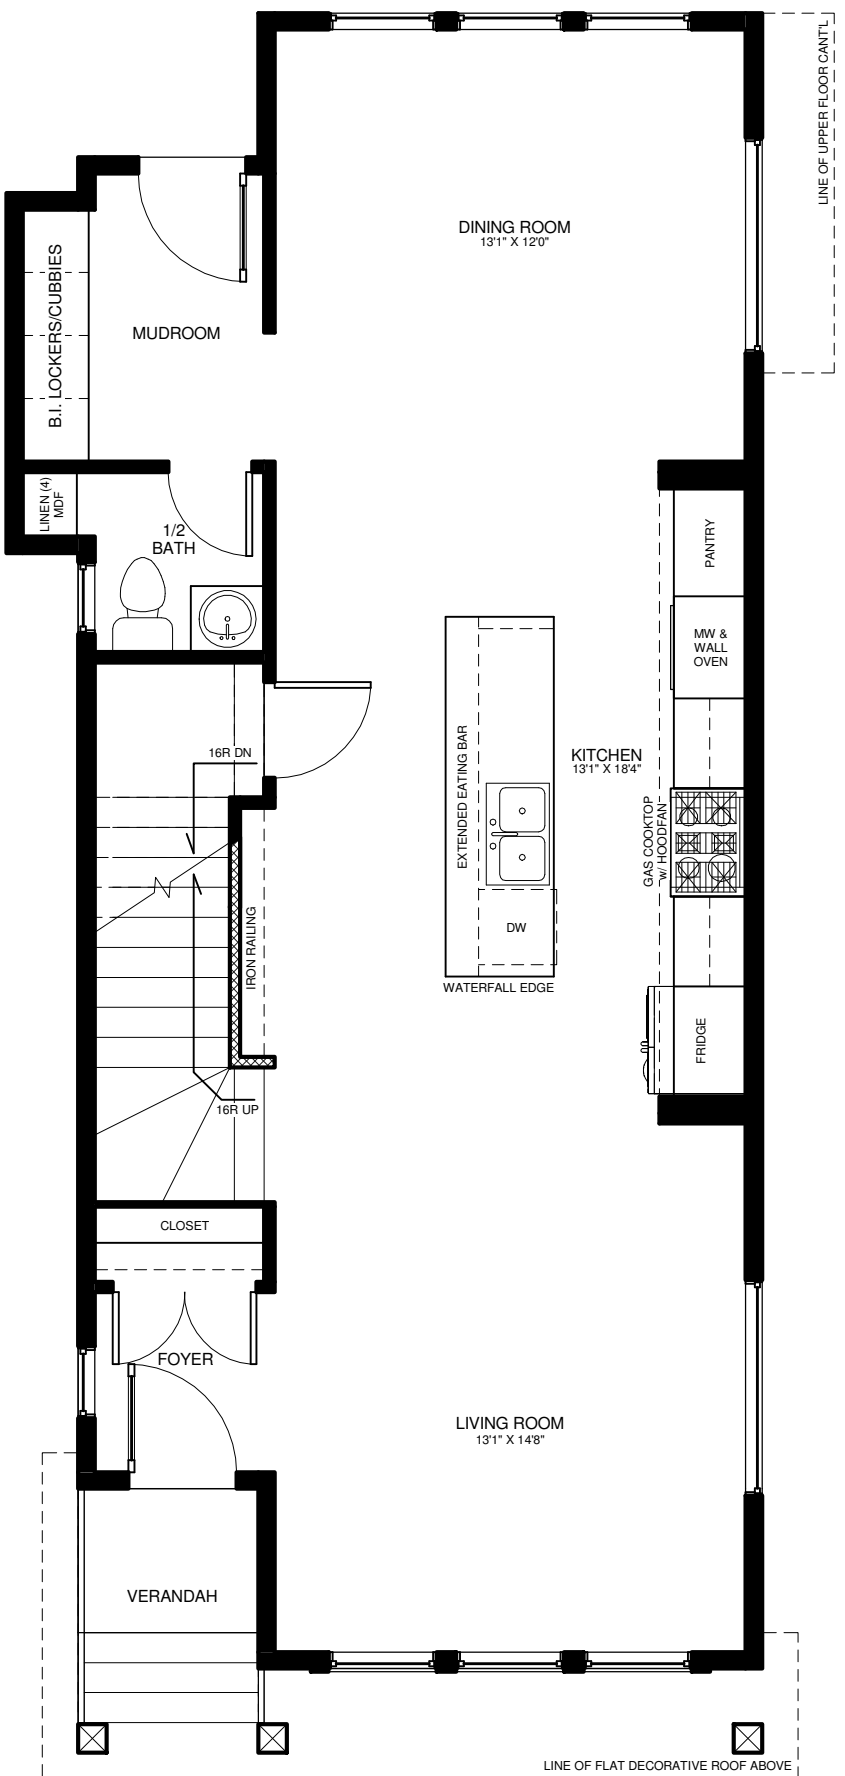 LINE OF UPPER FLOOR CANT'L
DINING ROOM
13'1" X 12'0"
B.I. LOCKERS/CUBBIES
MUDROOM
LINEN (4)
MDF
1/2
BATH
PANTRY
MW &
WALL
OVEN
16R DN
EXTENDED EATING BAR
KITCHEN
13'1" X 18'4"
GAS COOKTOP
w/ HOODFAN
IRON RAILING
DW
WATERFALL EDGE
FRIDGE
16R UP
CLOSET
FOYER
LIVING ROOM
13'1" X 14'8"
VERANDAH
LINE OF FLAT DECORATIVE ROOF ABOVE